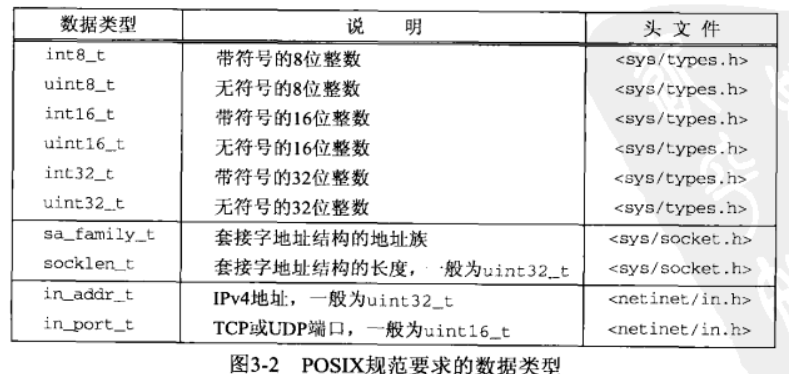 数据类型 说 明 头 文 件
int8_t 带符号的8位整数 <sys/types.h>
uint8_t 无符号的8位整数 <sys/types.h>
int16_t 带符号的16位整数 <sys/types.h>
uint16_t 无符号的16位整数 <sys/types.h>
int32_t 带符号的32位整数 <sys/types.h>
uint32_t 无符号的32位整数 <sys/types.h>
sa_family_t 套接字地址结构的地址族 <sys/socket.h>
socklen_t 套接字地址结构的长度，一般为uint32_t <sys/socket.h>
in_addr_t IPv4地址，一般为uint32_t <netinet/in.h>
in_port_t TCP或UDP端口，一般为uint16_t <netinet/in.h>
图3-2 POSIX规范要求的数据类型